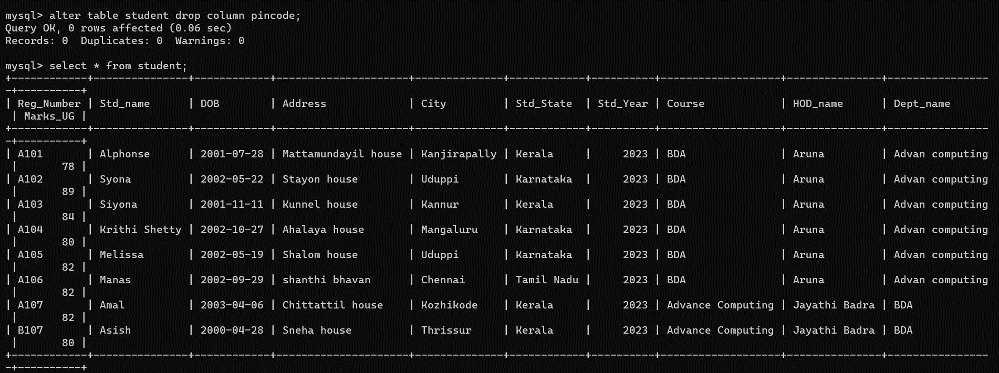 mysql> alter table student drop column pincode;
Query OK, 0 rows affected (0.06 sec)
Records: 0  Duplicates: 0  Warnings: 0
mysql> select * from student;
+------------+---------------+------------+---------------------+--------------+------------+----------+-------------------+---------------+----------------
-+----------+
| Reg_Number | Std_name      | DOB        | Address             | City         | Std_State  | Std_Year | Course            | HOD_name      | Dept_name
 | Marks_UG |
+------------+---------------+------------+---------------------+--------------+------------+----------+-------------------+---------------+----------------
-+----------+
| A101       | Alphonse      | 2001-07-28 | Mattamundayil house | Kanjirapally | Kerala     |     2023 | BDA               | Aruna         | Advan computing
 |       78 |
| A102       | Syona         | 2002-05-22 | Stayon house        | Uduppi       | Karnataka  |     2023 | BDA               | Aruna         | Advan computing
 |       89 |
| A103       | Siyona        | 2001-11-11 | Kunnel house        | Kannur       | Kerala     |     2023 | BDA               | Aruna         | Advan computing
 |       84 |
| A104       | Krithi Shetty | 2002-10-27 | Ahalaya house       | Mangaluru    | Karnataka  |     2023 | BDA               | Aruna         | Advan computing
 |       80 |
| A105       | Melissa       | 2002-05-19 | Shalom house        | Uduppi       | Karnataka  |     2023 | BDA               | Aruna         | Advan computing
 |       82 |
| A106       | Manas         | 2002-09-29 | shanthi bhavan      | Chennai      | Tamil Nadu |     2023 | BDA               | Aruna         | Advan computing
 |       82 |
| A107       | Amal          | 2003-04-06 | Chittattil house    | Kozhikode    | Kerala     |     2023 | Advance Computing | Jayathi Badra | BDA
 |       82 |
| B107       | Asish         | 2000-04-28 | Sneha house         | Thrissur     | Kerala     |     2023 | Advance Computing | Jayathi Badra | BDA
 |       80 |
+------------+---------------+------------+---------------------+--------------+------------+----------+-------------------+---------------+----------------
-+----------+